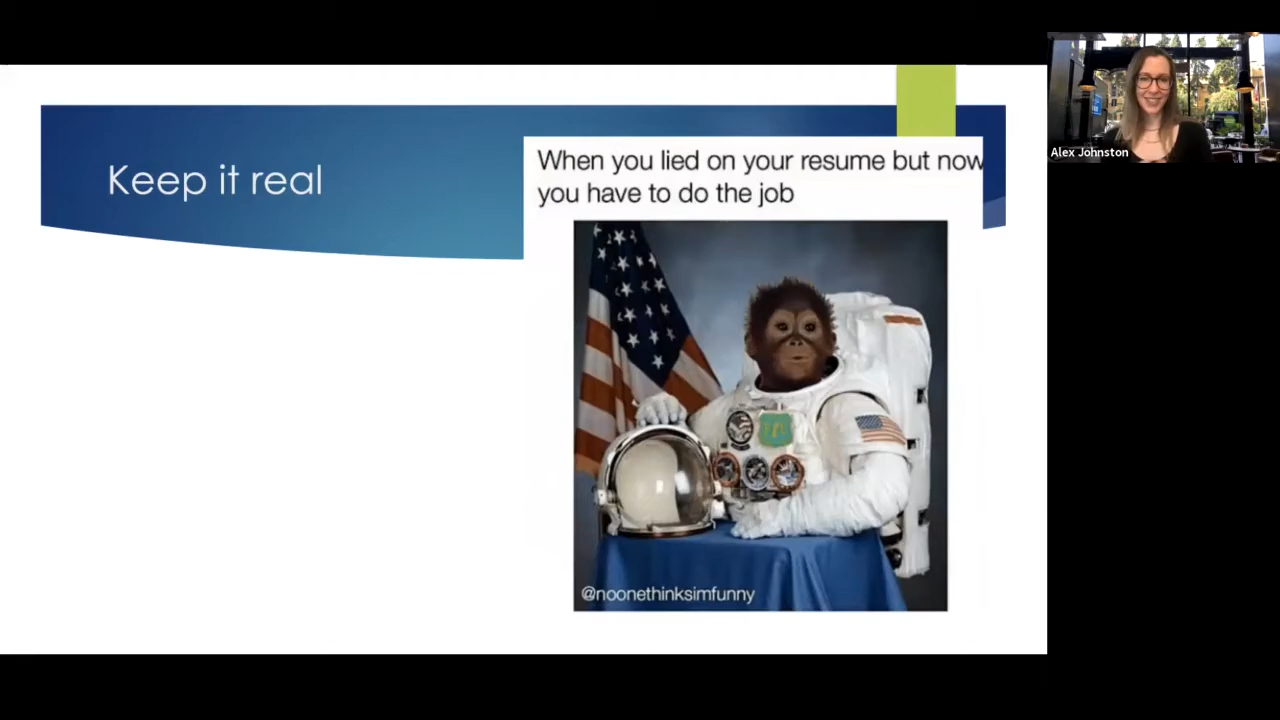 Keep it real
When you lied on your resume but now
you have to do the job
@noonethinksimfunny
Alex Johnston